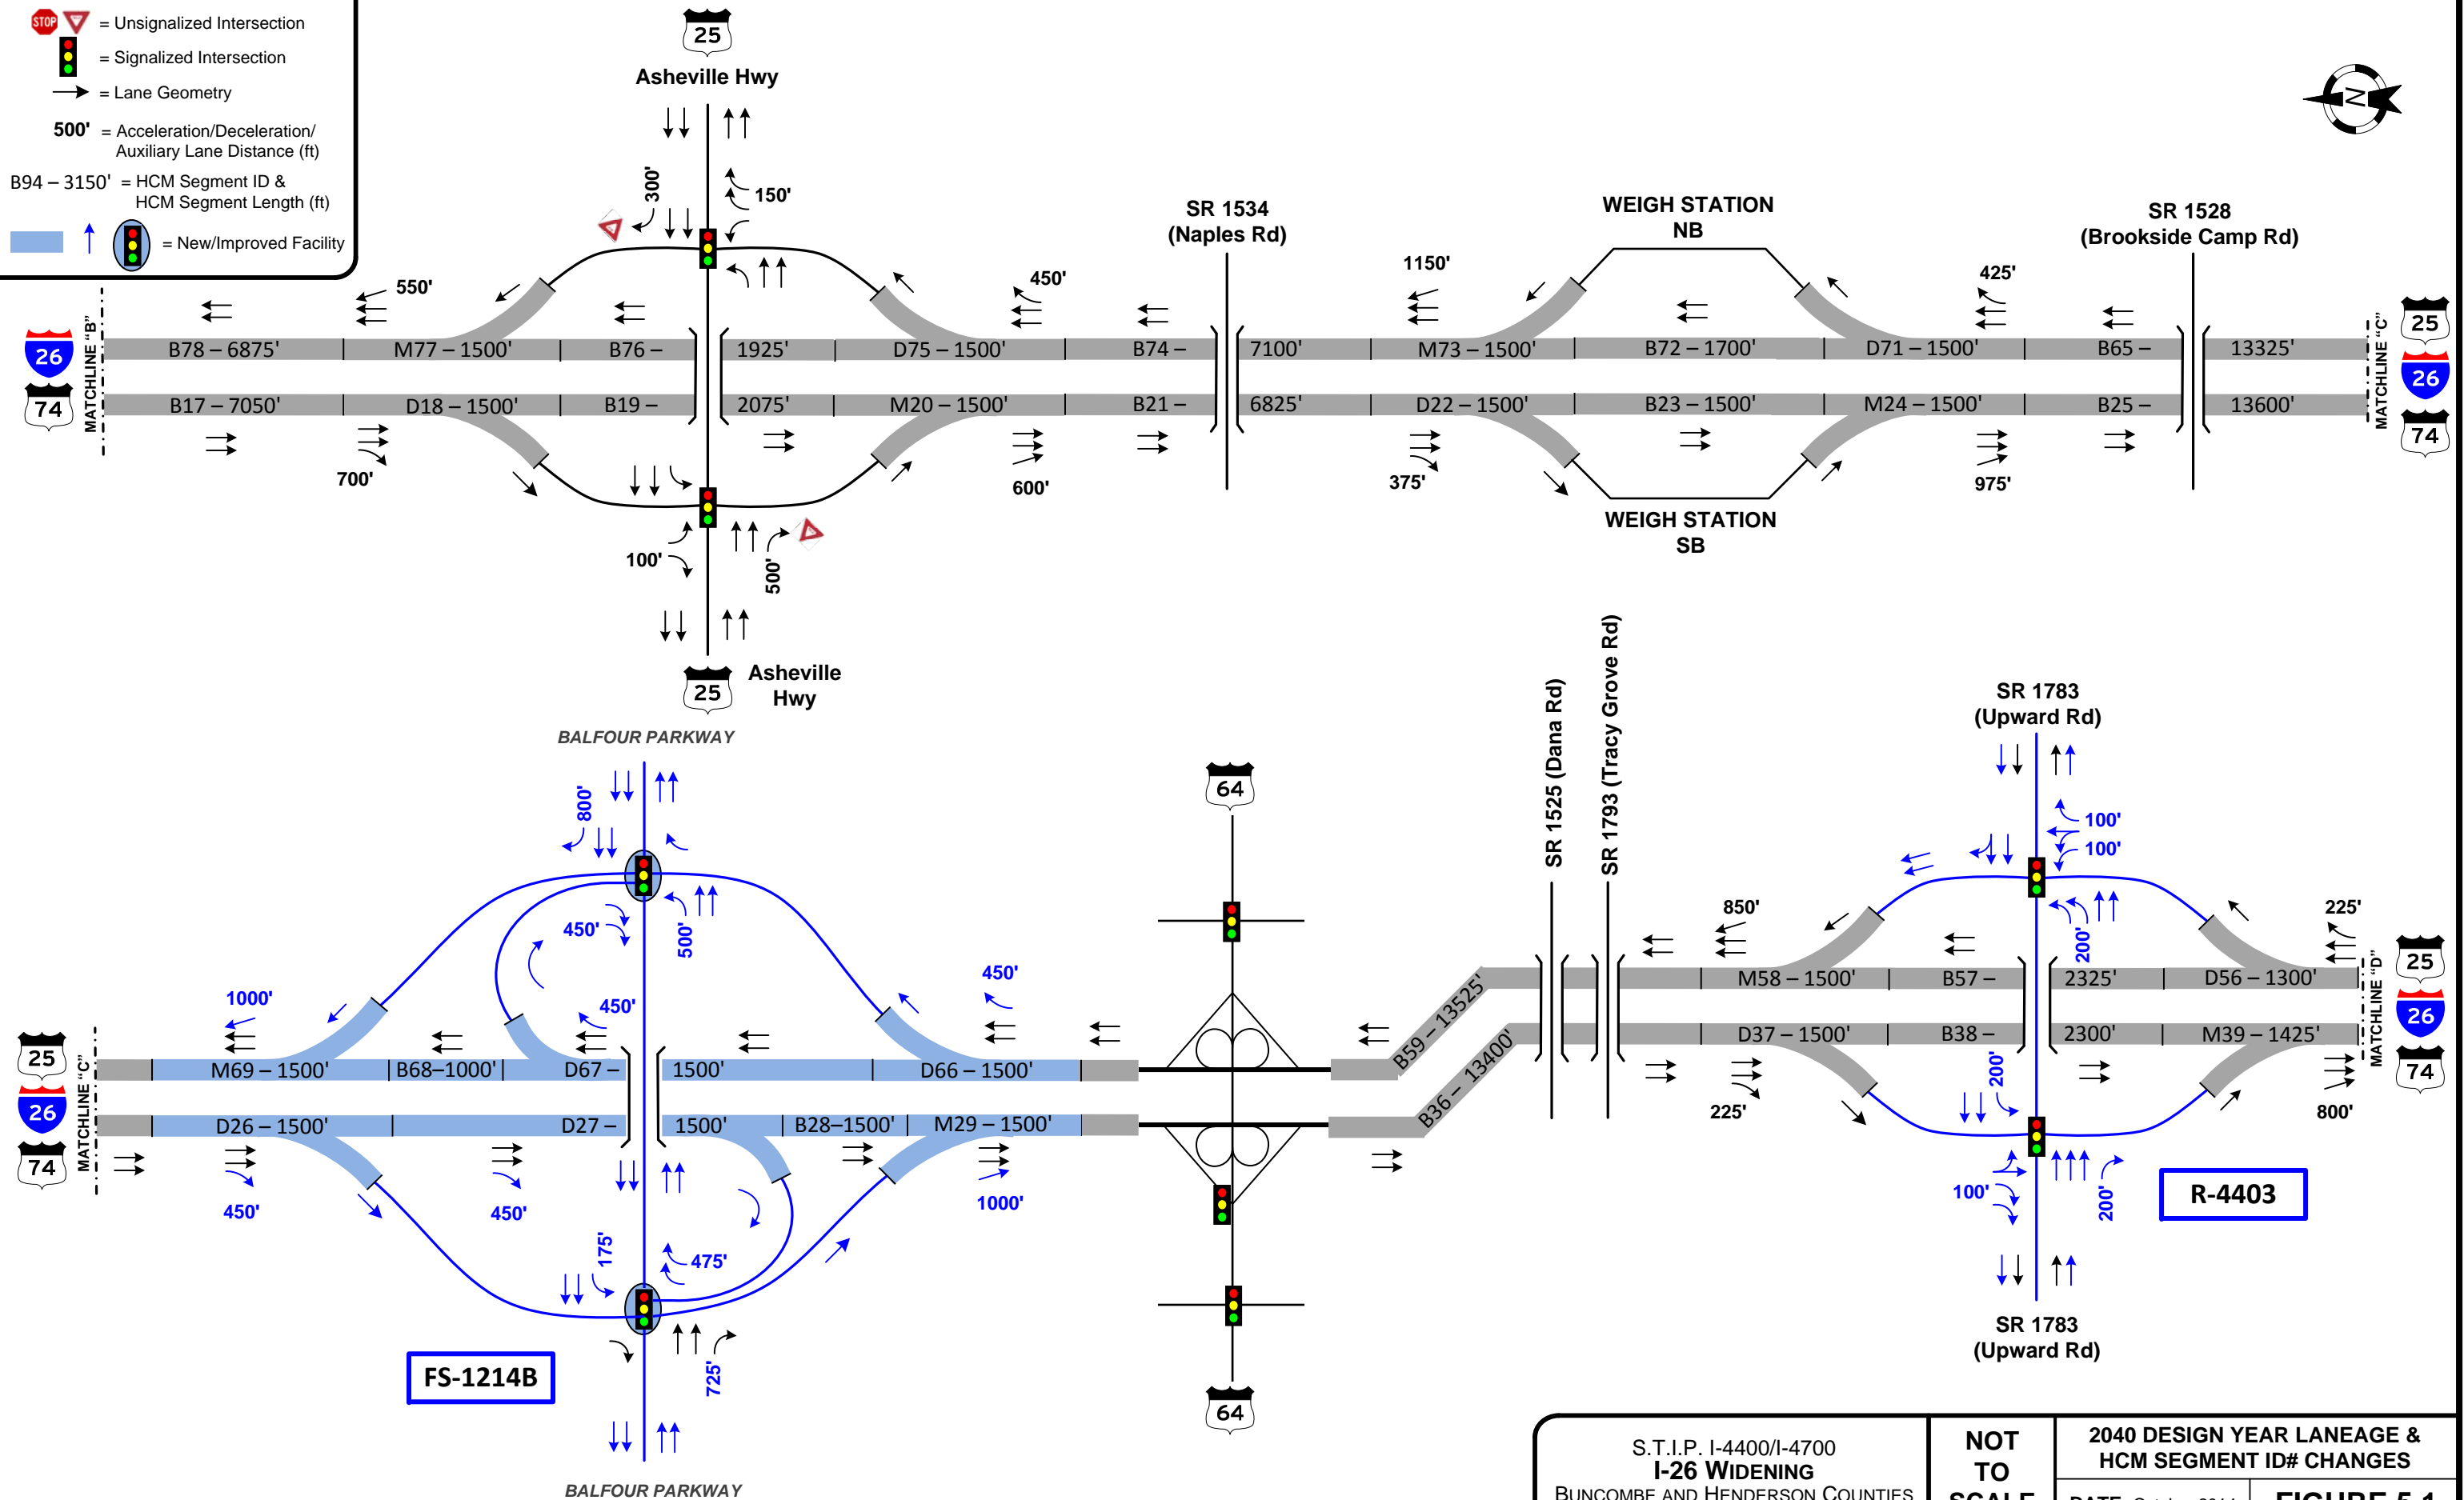 STOP = Unsignalized Intersection
= Signalized Intersection
= Lane Geometry
500' = Acceleration/Deceleration/
Auxiliary Lane Distance (ft)
B94 – 3150' = HCM Segment ID &
HCM Segment Length (ft)
= New/Improved Facility
25
Asheville Hwy
300'
150'
550'
450'
SR 1534
(Naples Rd)
1150'
WEIGH STATION
NB
425'
SR 1528
(Brookside Camp Rd)
N
26
74
MATCHLINE "B"
B78 – 6875'
M77 – 1500'
B76 –
1925'
D75 – 1500'
B74 –
7100'
M73 – 1500'
B72 – 1700'
D71 – 1500'
B65 –
13325'
B17 – 7050'
D18 – 1500'
B19 –
2075'
M20 – 1500'
B21 –
6825'
D22 – 1500'
B23 – 1500'
M24 – 1500'
B25 –
13600'
MATCHLINE "C"
25
26
74
700'
600'
375'
975'
100'
500'
WEIGH STATION
SB
25
Asheville
Hwy
BALFOUR PARKWAY
800'
450'
500'
450'
1000'
450'
64
SR 1525 (Dana Rd)
SR 1793 (Tracy Grove Rd)
SR 1783
(Upward Rd)
100'
100'
850'
200'
225'
25
26
74
MATCHLINE "C"
M69 – 1500'
B68–1000'
D67 –
1500'
D66 – 1500'
B59 – 13525'
M58 – 1500'
B57 –
2325'
D56 – 1300'
D26 – 1500'
D27 –
1500'
B28–1500'
M29 – 1500'
B36 – 13400'
D37 – 1500'
B38 –
2300'
M39 – 1425'
MATCHLINE "D"
25
26
74
450'
450'
1000'
225'
200'
800'
175'
475'
100'
200'
R-4403
725'
FS-1214B
64
SR 1783
(Upward Rd)
BALFOUR PARKWAY
S.T.I.P. I-4400/I-4700
I-26 WIDENING
BUNCOMBE AND HENDERSON COUNTIES
NOT
TO
SCALE
2040 DESIGN YEAR LANEAGE &
HCM SEGMENT ID# CHANGES
FIGURE 5-1